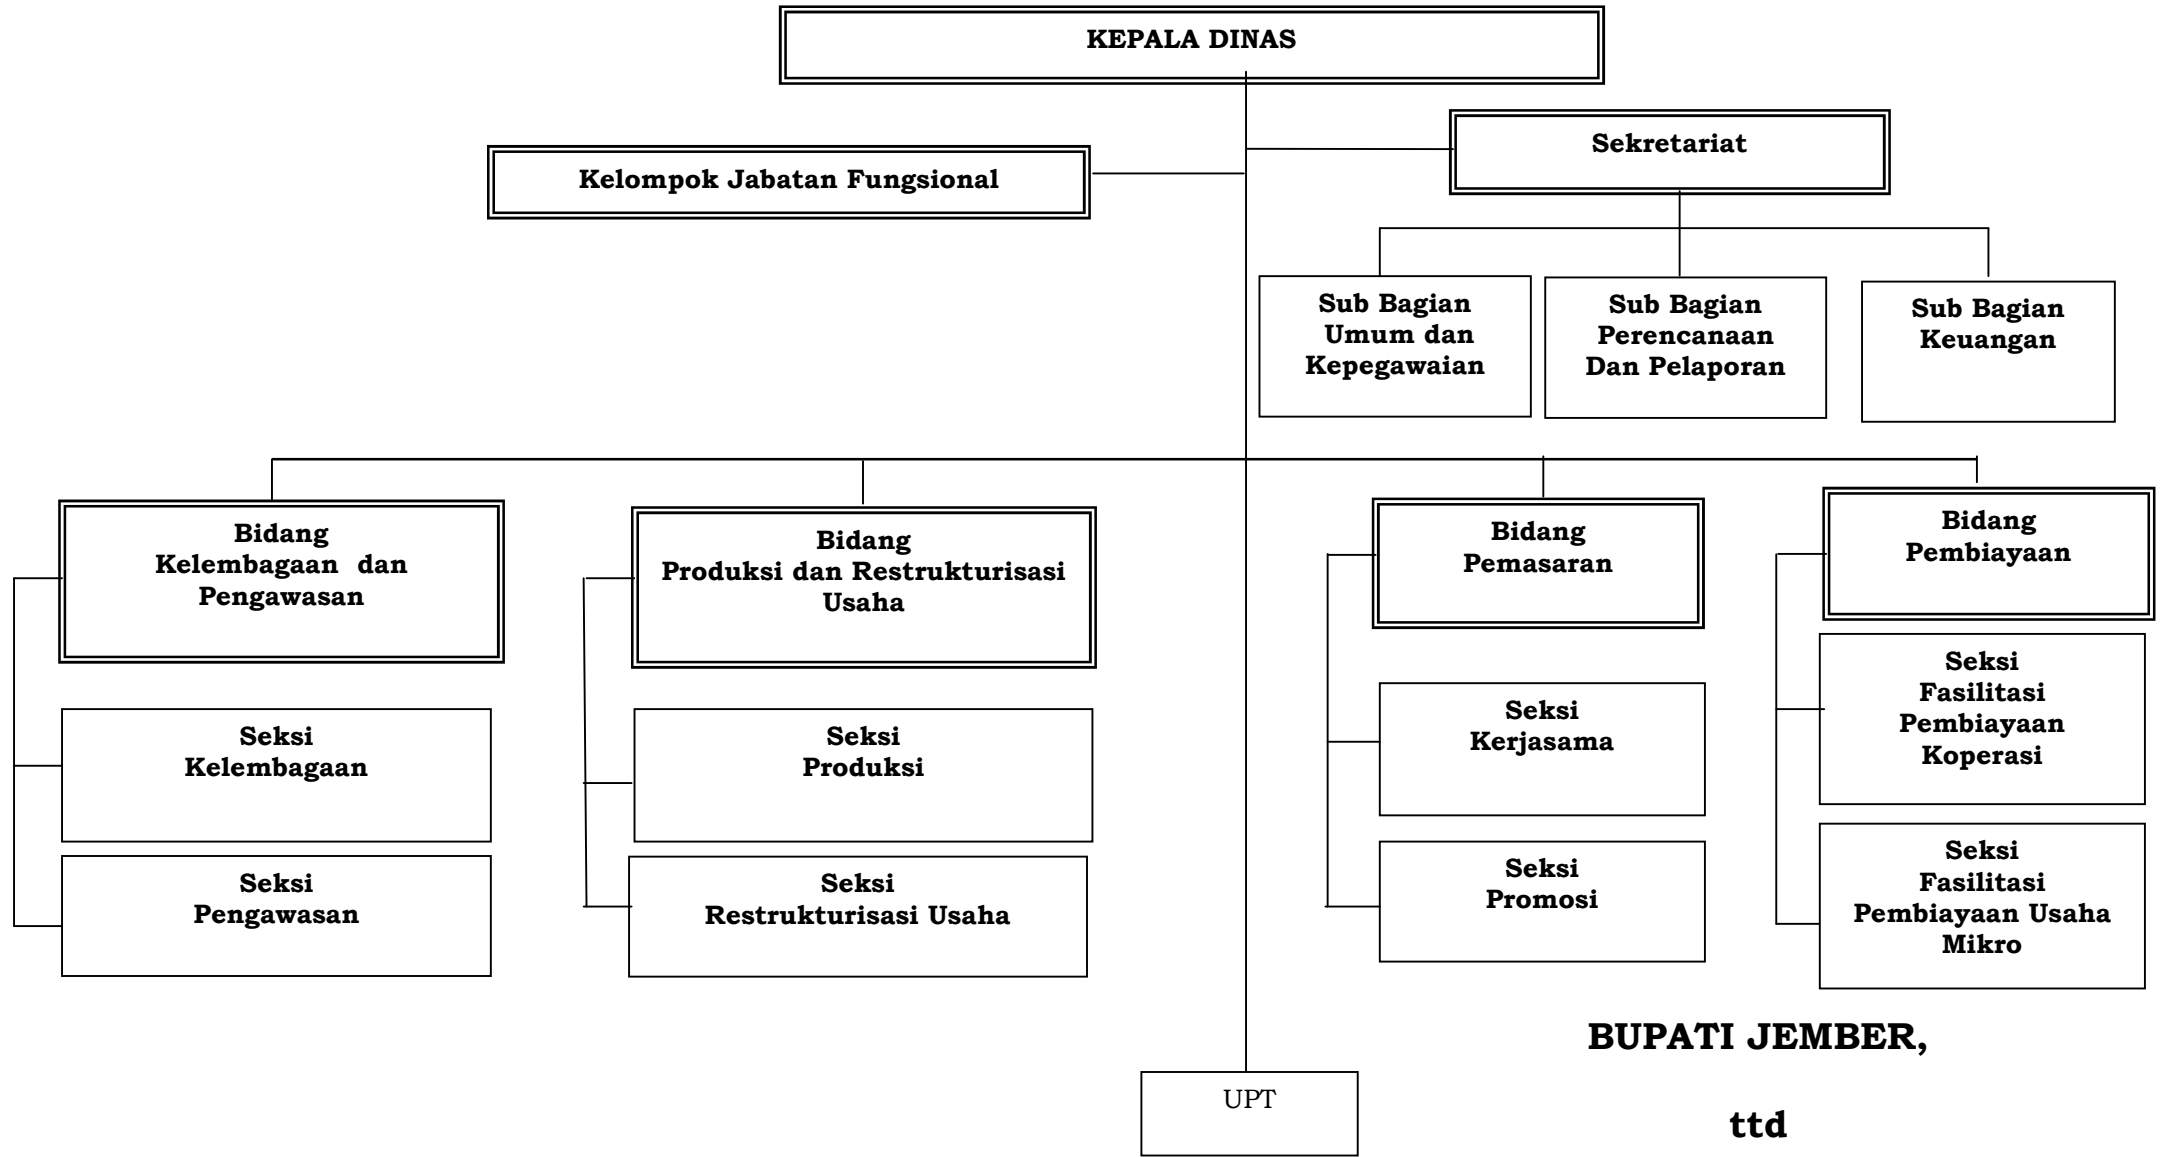 KEPALA DINAS
Sekretariat
Kelompok Jabatan Fungsional
Sub Bagian
Umum dan
Kepegawaian
Sub Bagian
Perencanaan
Dan Pelaporan
Sub Bagian
Keuangan
Bidang
Kelembagaan dan
Pengawasan
Bidang
Produksi dan Restrukturisasi
Usaha
Bidang
Pemasaran
Bidang
Pembiayaan
Seksi
Kelembagaan
Seksi
Produksi
Seksi
Kerjasama
Seksi
Fasilitasi
Pembiayaan
Koperasi
Seksi
Pengawasan
Seksi
Restrukturisasi Usaha
Seksi
Promosi
Seksi
Fasilitasi
Pembiayaan Usaha
Mikro
BUPATI JEMBER,
UPT
ttd